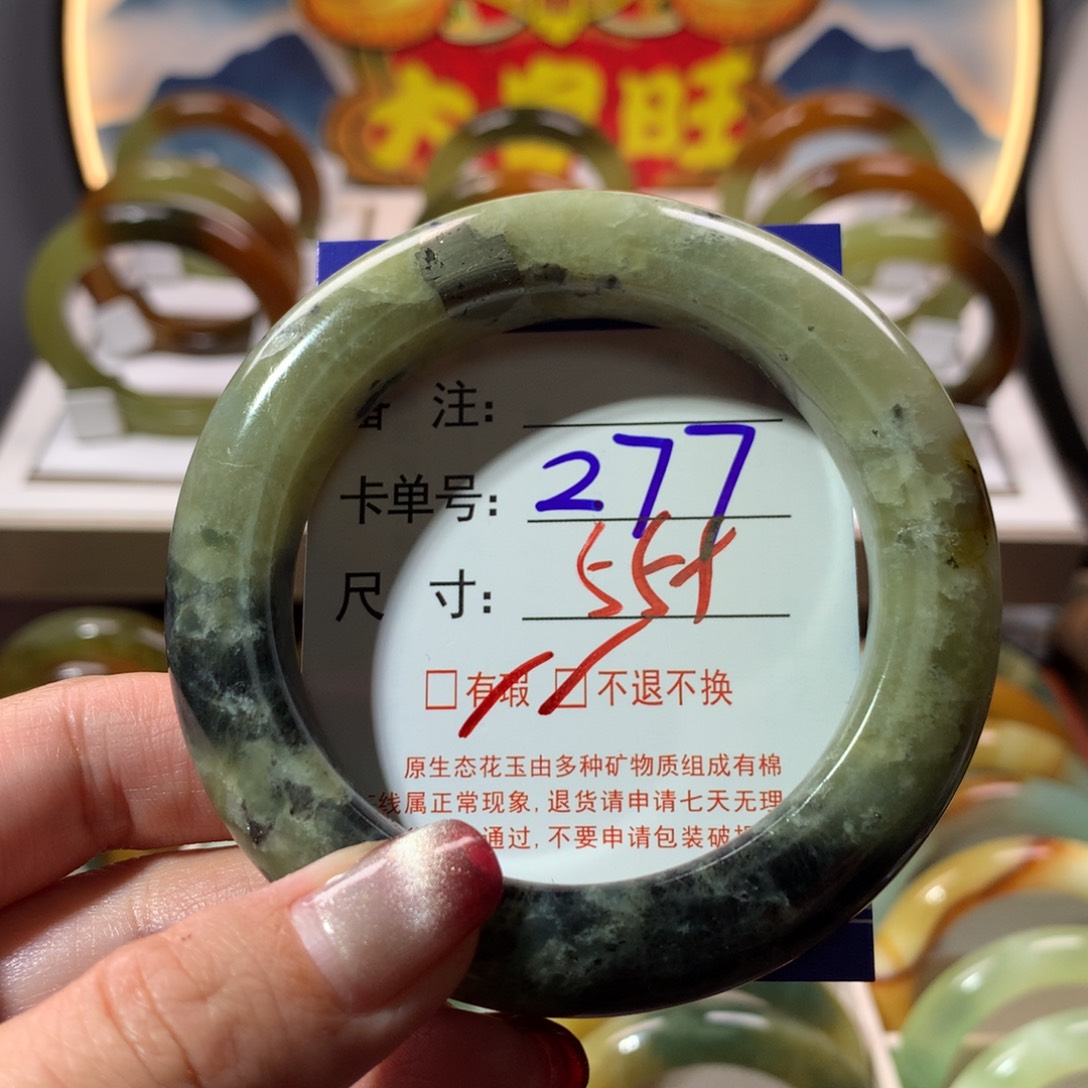 旺
备 注:
卡单号: 277
尺 寸:
□有瑕 □不退不换
原生态花玉由多种矿物质组成有棉
线属正常现象,退货请申请七天无理
通过,不要申请包装破